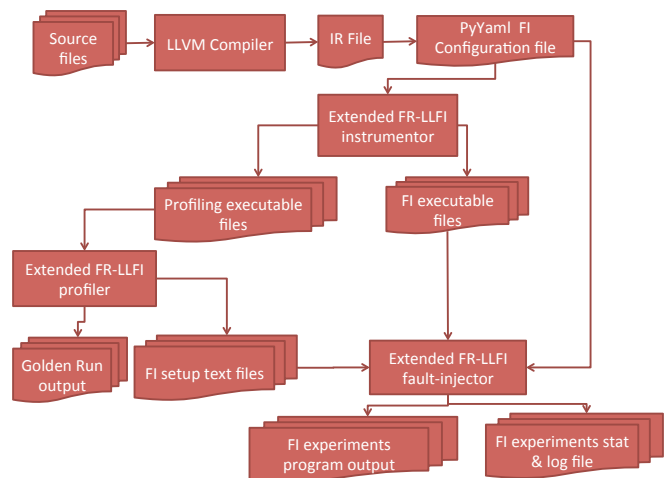 Source
files
LLVM Compiler
IR File
PyYaml FI
Configuration file
Extended FR-LLFI
instrumentor
Profiling executable
files
FI executable
files
Extended FR-LLFI
profiler
Golden Run
output
FI setup text files
Extended FR-LLFI
fault-injector
FI experiments
program output
FI experiments stat
& log file